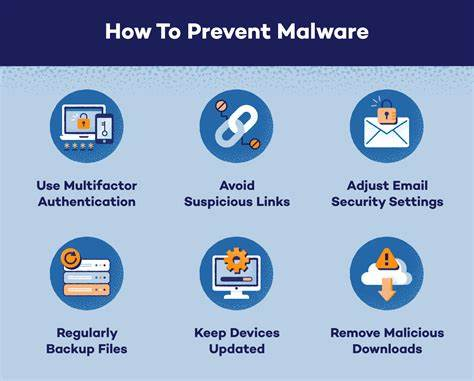 How To Prevent Malware
Use Multifactor
Authentication
Avoid
Suspicious Links
Adjust Email
Security Settings
Regularly
Backup Files
Keep Devices
Updated
Remove Malicious
Downloads